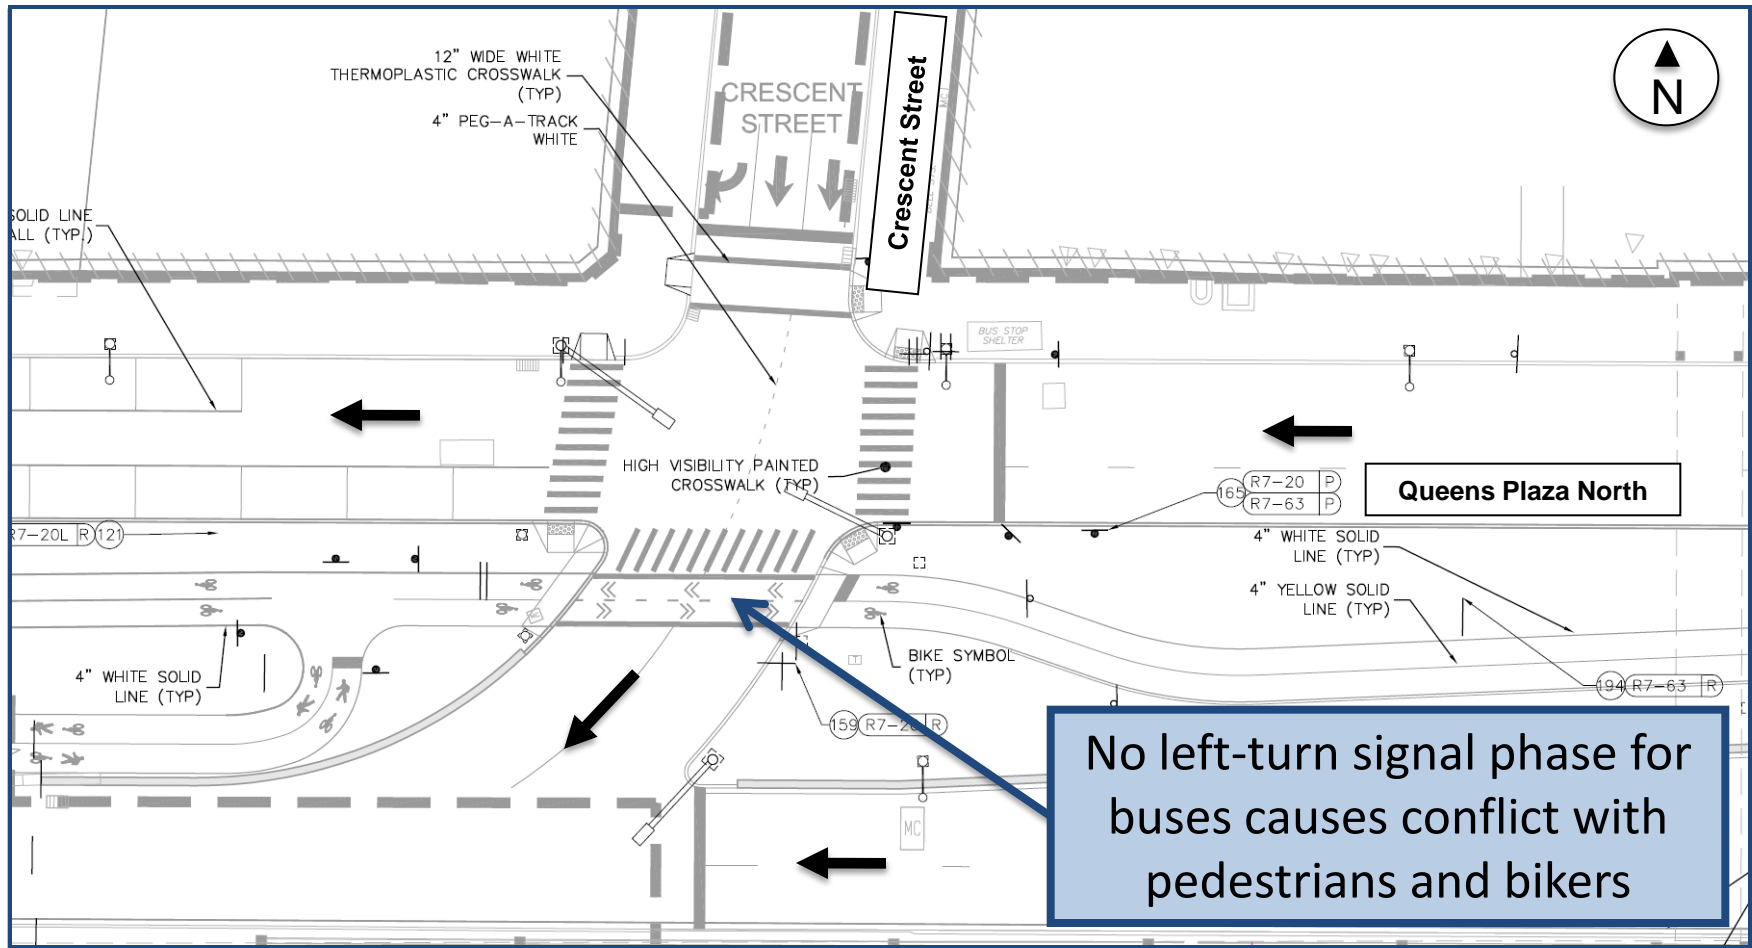 12” WIDE WHITE
THERMOPLASTIC CROSSWALK
(TYP)
4” PEG-A-TRACK
WHITE
CRESCENT
STREET
Crescent Street
N
SOLID LINE
ALL (TYP.)
BUS STOP
SHELTER
HIGH VISIBILITY PAINTED
CROSSWALK (TYP)
165 R7-20 P
R7-63 P
Queens Plaza North
R7-20L R 121
4” WHITE SOLID
LINE (TYP)
4” YELLOW SOLID
LINE (TYP)
MC
BIKE SYMBOL
(TYP)
4” WHITE SOLID
LINE (TYP)
194 R7-63 R
159 R7-20 R
MC
No left-turn signal phase for
buses causes conflict with
pedestrians and bikers